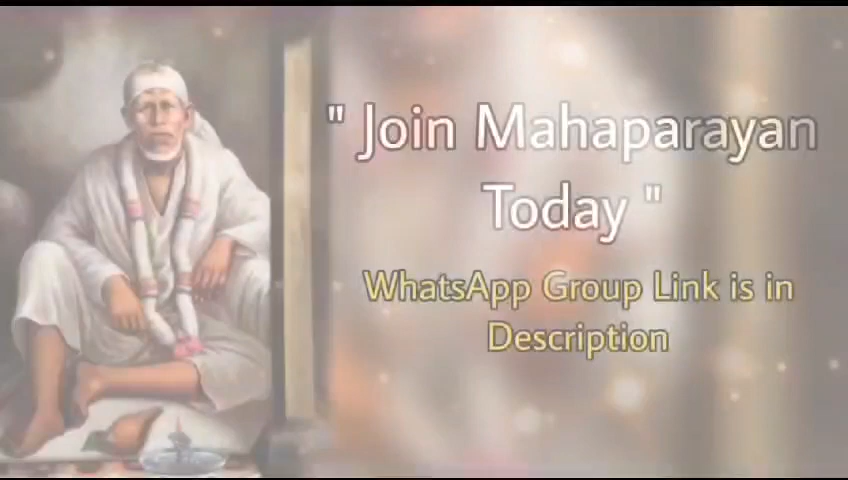 " Join Mahaparayan
Today "
WhatsApp Group Link is in
Description